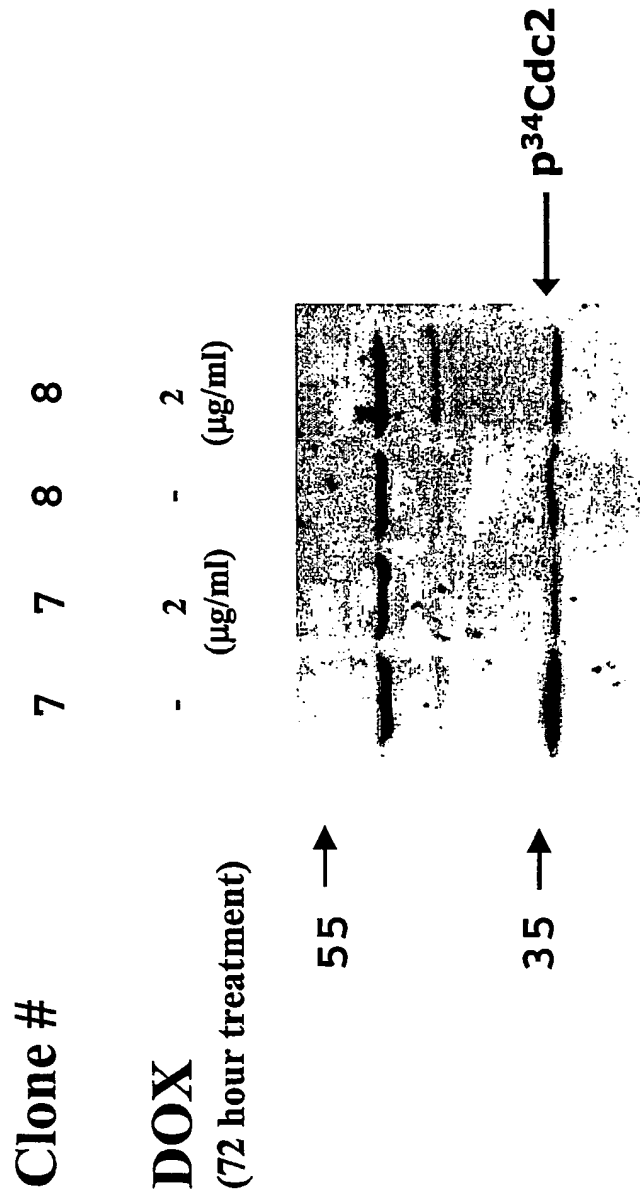 Clone # 7 7 8 8
DOX - 2 - 2
(72 hour treatment) (µg/ml) (µg/ml)
55
35
p³⁴Cdc2